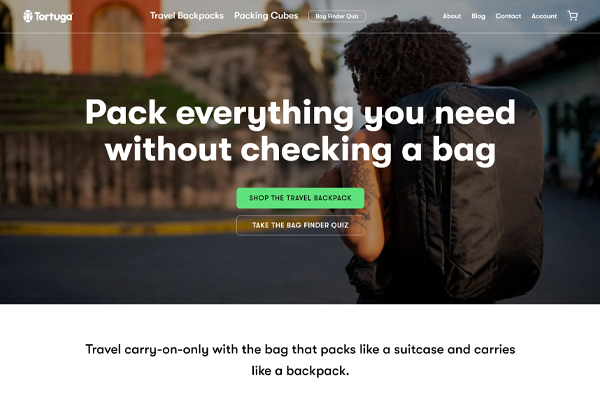 Tortuga
Travel Backpacks
Packing Cubes
Bag Finder Quiz
About
Blog
Contact
Account
Pack everything you need
without checking a bag
SHOP THE TRAVEL BACKPACK
TAKE THE BAG FINDER QUIZ
Travel carry-on-only with the bag that packs like a suitcase and carries
like a backpack.